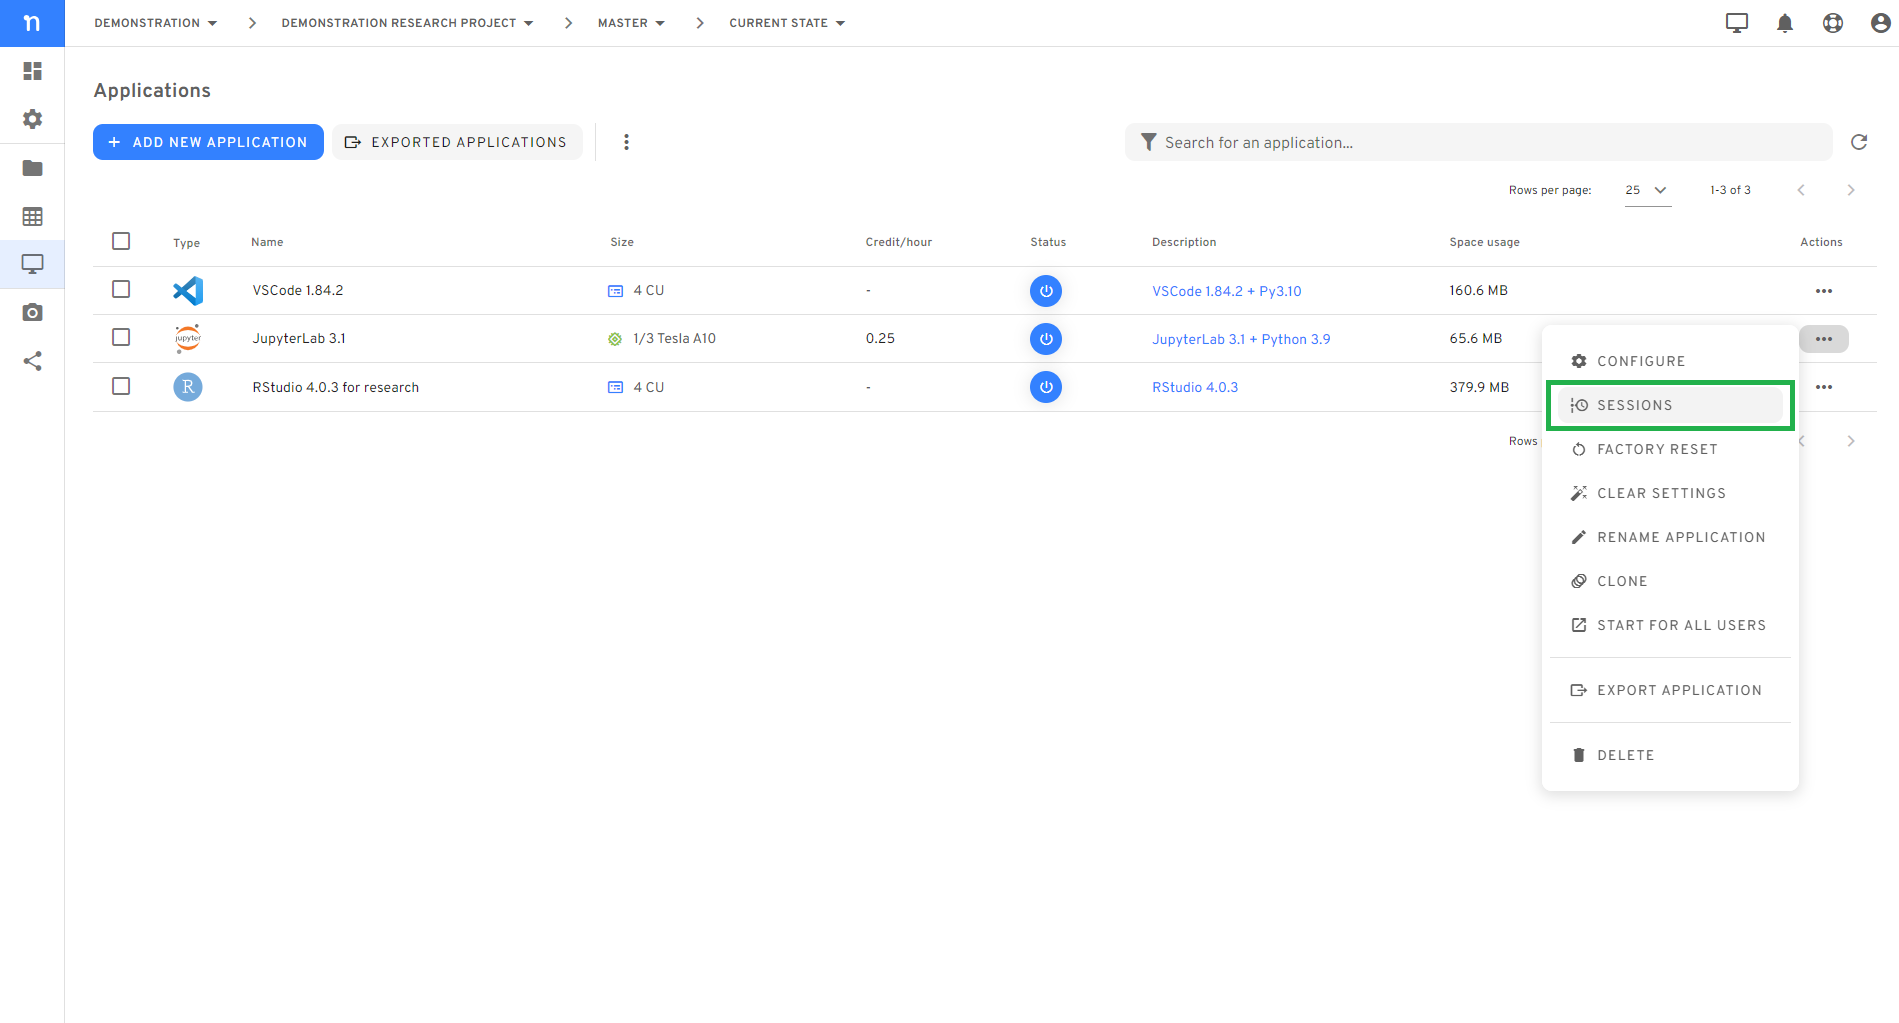 n DEMONSTRATION DEMONSTRATION RESEARCH PROJECT MASTER CURRENT STATE
Applications
+ ADD NEW APPLICATION EXPORTED APPLICATIONS Search for an application...
Rows per page: 25 1-3 of 3
Type Name Size Credit/hour Status Description Space usage Actions
VSCode 1.84.2 4 CU - VSCode 1.84.2 + Py3.10 160.6 MB
jupyter JupyterLab 3.1 1/3 Tesla A10 0.25 JupyterLab 3.1 + Python 3.9 65.6 MB
R RStudio 4.0.3 for research 4 CU - RStudio 4.0.3 379.9 MB
Rows
CONFIGURE
SESSIONS
FACTORY RESET
CLEAR SETTINGS
RENAME APPLICATION
CLONE
START FOR ALL USERS
EXPORT APPLICATION
DELETE